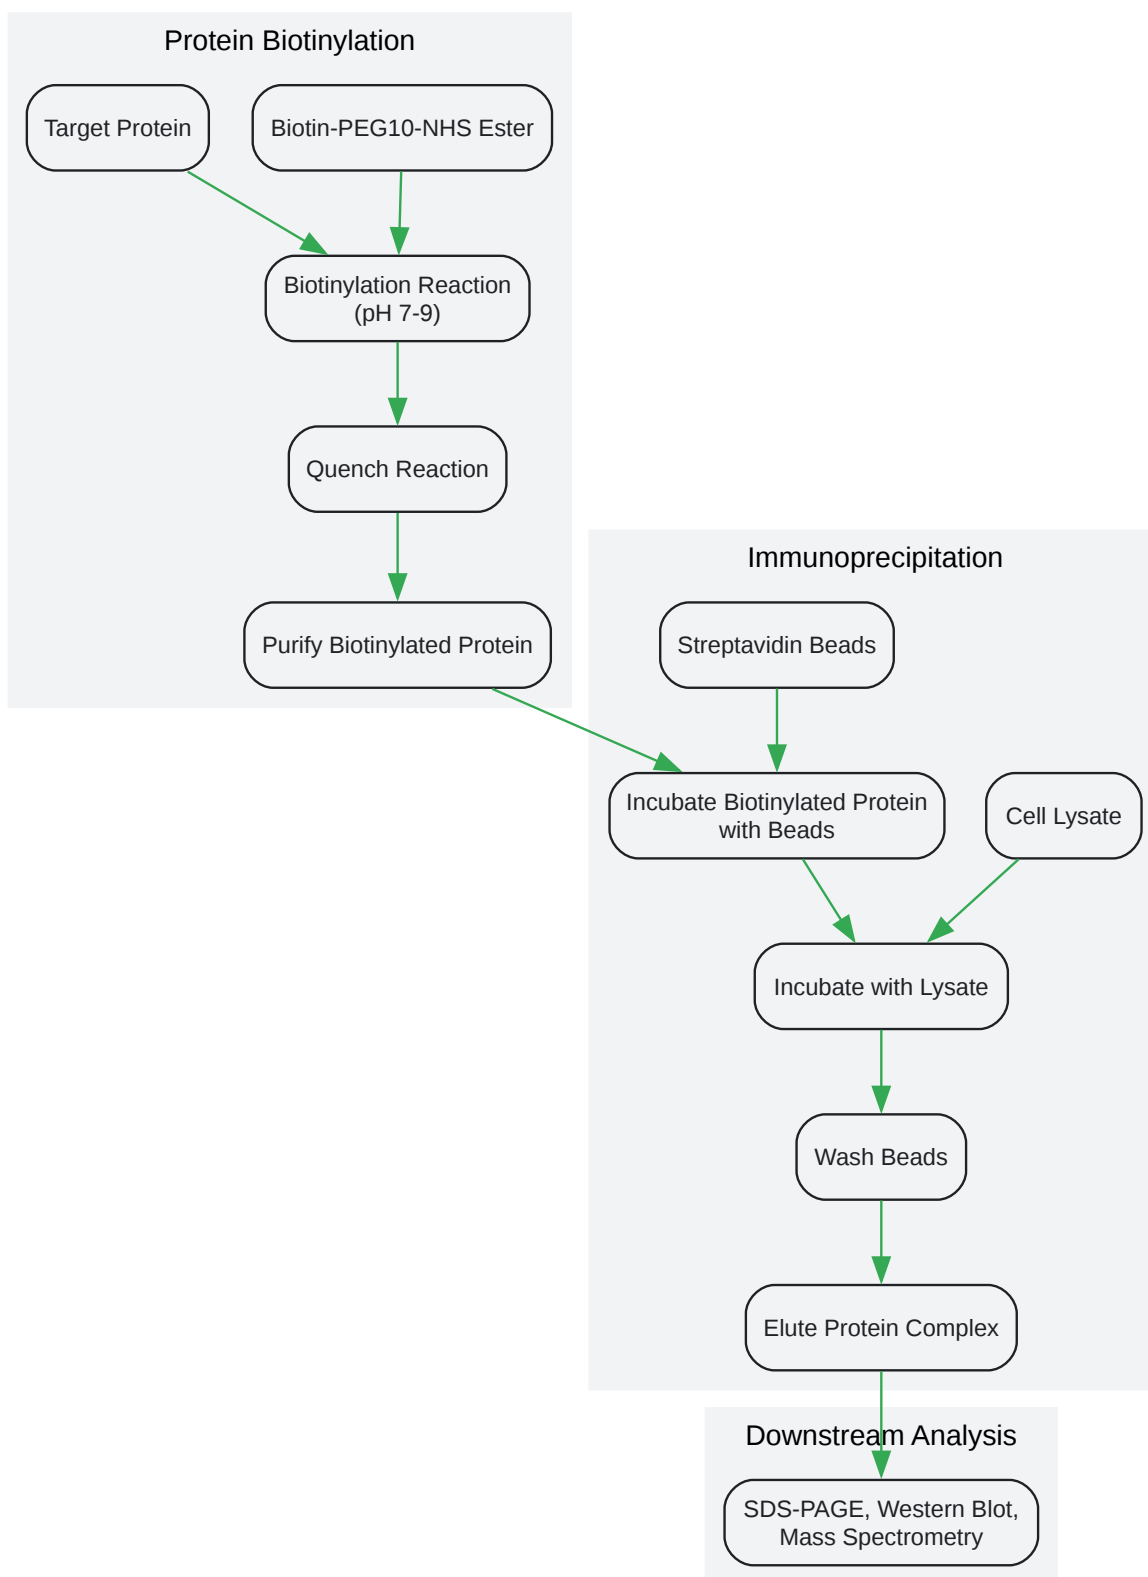 Protein Biotinylation
Target Protein
Biotin-PEG10-NHS Ester
Biotinylation Reaction
(pH 7-9)
Quench Reaction
Purify Biotinylated Protein
Immunoprecipitation
Streptavidin Beads
Incubate Biotinylated Protein
with Beads
Cell Lysate
Incubate with Lysate
Wash Beads
Elute Protein Complex
Downstream Analysis
SDS-PAGE, Western Blot,
Mass Spectrometry